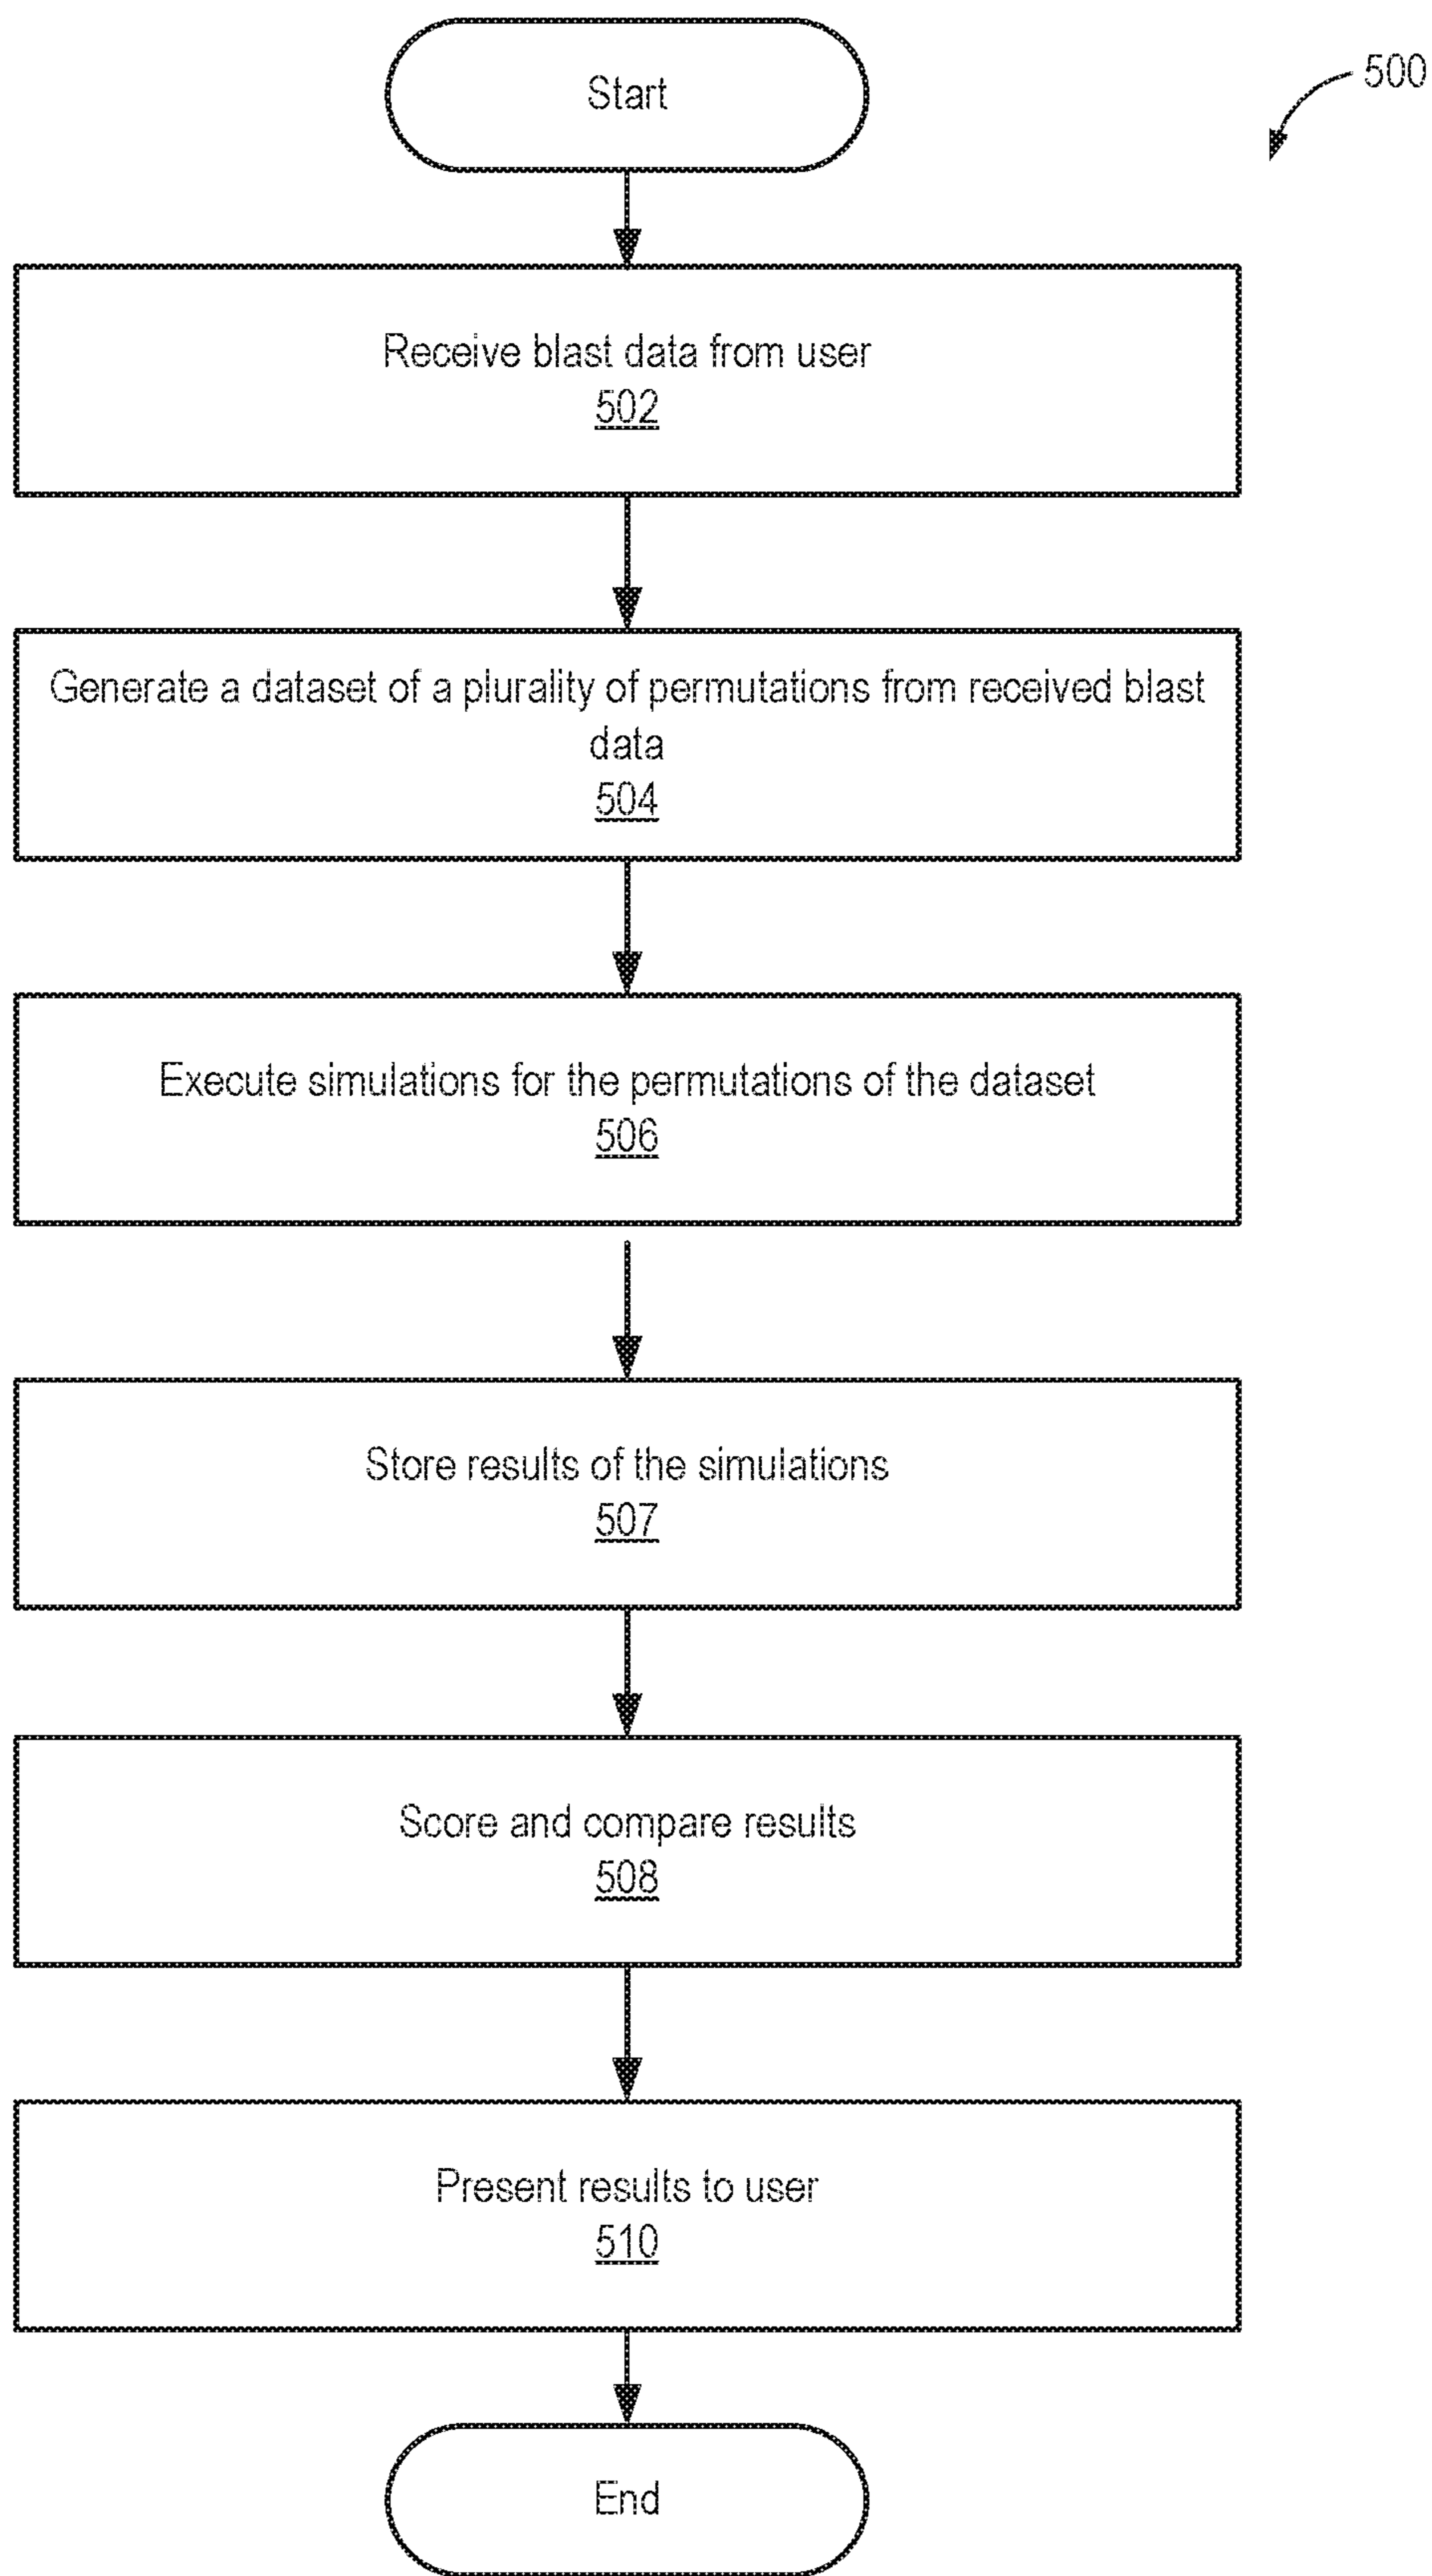 Start
500
Receive blast data from user
502
Generate a dataset of a plurality of permutations from received blast
data
504
Execute simulations for the permutations of the dataset
506
Store results of the simulations
507
Score and compare results
508
Present results to user
510
End